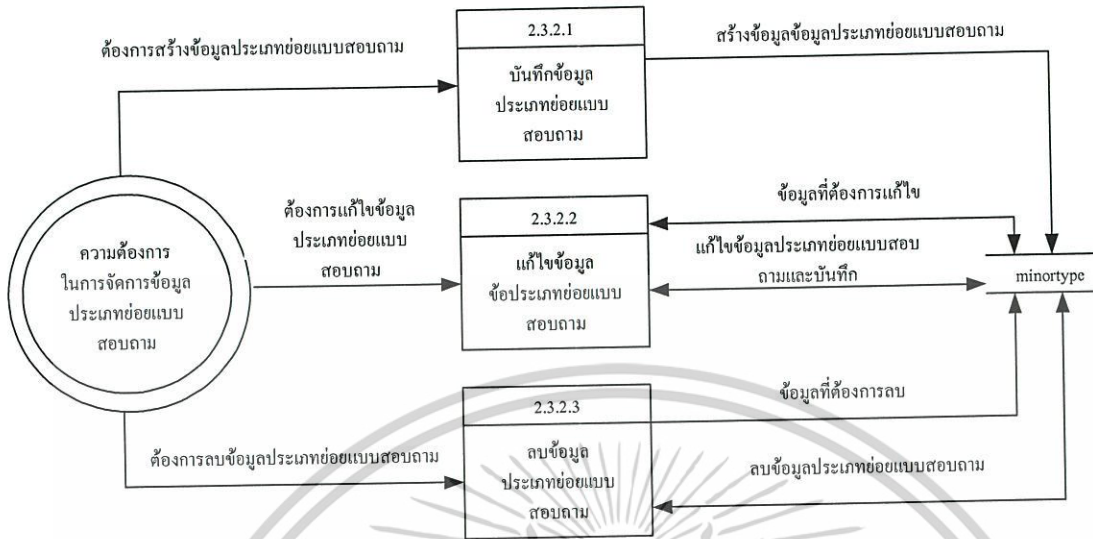 ต้องการสร้างข้อมูลประเภทย่อยแบบสอบถาม
2.3.2.1
บันทึกข้อมูล
ประเภทย่อยแบบ
สอบถาม
สร้างข้อมูลข้อมูลประเภทย่อยแบบสอบถาม
ความต้องการ
ในการจัดการข้อมูล
ประเภทย่อยแบบ
สอบถาม
ต้องการแก้ไขข้อมูล
ประเภทย่อยแบบ
สอบถาม
2.3.2.2
แก้ไขข้อมูล
ข้อประเภทย่อยแบบ
สอบถาม
ข้อมูลที่ต้องการแก้ไข
แก้ไขข้อมูลประเภทย่อยแบบสอบ
ถามและบันทึก
minortype
ต้องการลบข้อมูลประเภทย่อยแบบสอบถาม
2.3.2.3
ลบข้อมูล
ประเภทย่อยแบบ
สอบถาม
ข้อมูลที่ต้องการลบ
ลบข้อมูลประเภทย่อยแบบสอบถาม